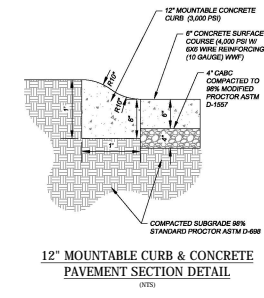 12" MOUNTABLE CONCRETE
CURB (3,000 PSI)
6" CONCRETE SURFACE
COURSE (4,000 PSI W/
6X6 WIRE REINFORCING
(10 GAUGE) WWF)
4" CABC
COMPACTED TO
98% MODIFIED
PROCTOR ASTM
D-1557
R10"
R10"
1'
6"
6"
4"
1'
COMPACTED SUBGRADE 98%
STANDARD PROCTOR ASTM D-698
12" MOUNTABLE CURB & CONCRETE
PAVEMENT SECTION DETAIL
(NTS)